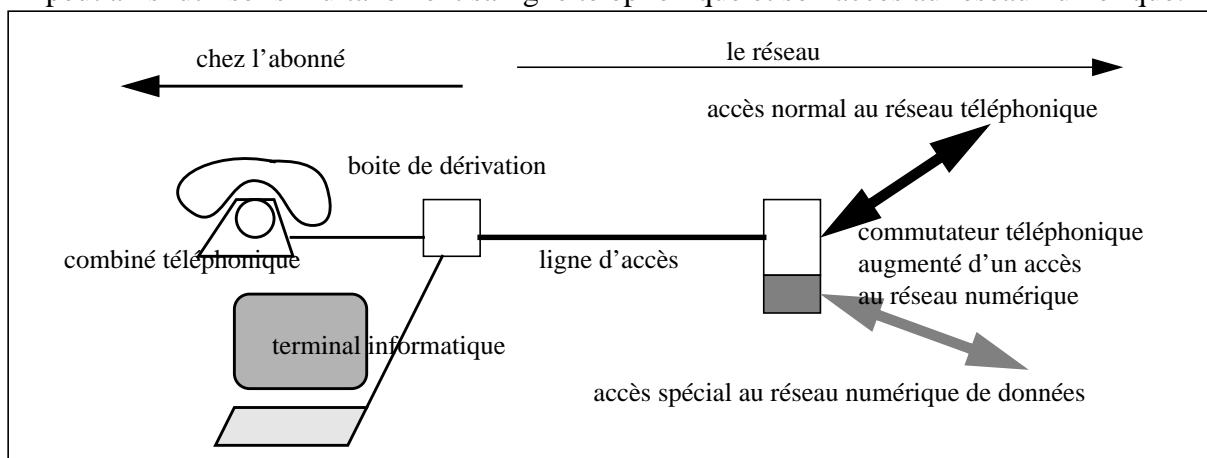 chez l’abonné
le réseau
accès normal au réseau téléphonique
boite de dérivation
combiné téléphonique
ligne d’accès
commutateur téléphonique
augmenté d’un accès
au réseau numérique
terminal informatique
accès spécial au réseau numérique de données